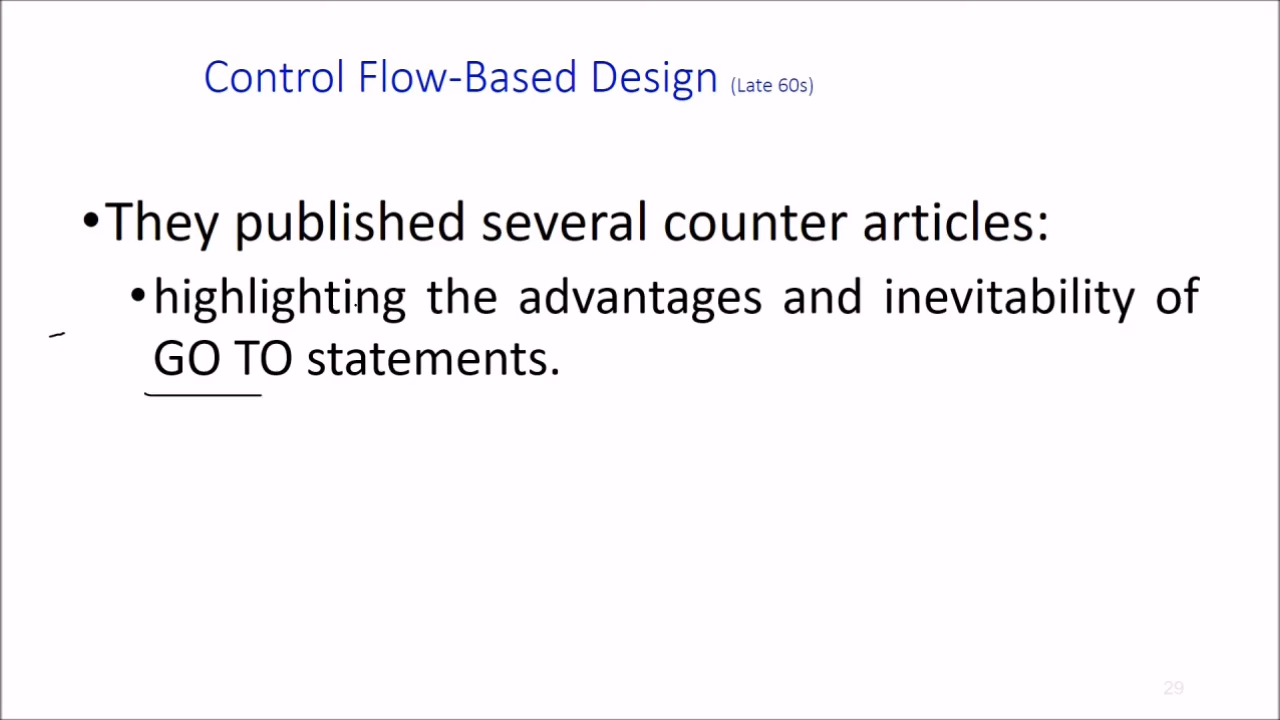 Control Flow-Based Design (Late 60s)
•They published several counter articles:
•highlighting the advantages and inevitability of
GO TO statements.
29